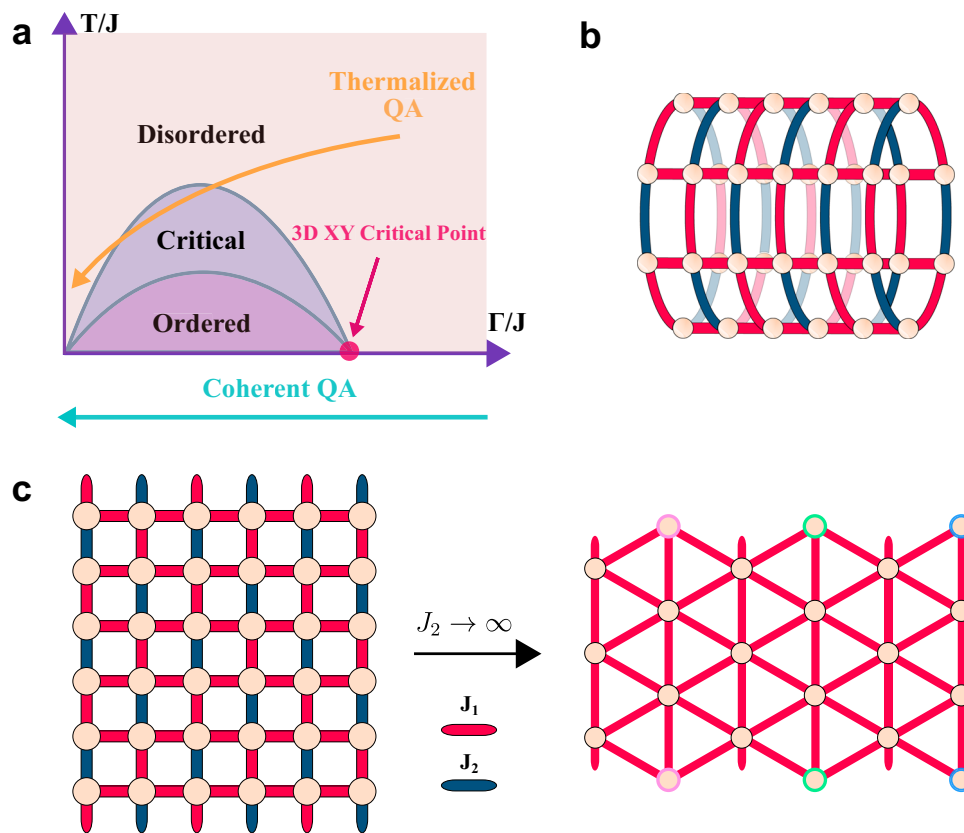 a
T/J
Thermalized
QA
Disordered
3D XY Critical Point
Critical
Ordered
Γ/J
Coherent QA
b
c
J₂ → ∞
J₁
J₂